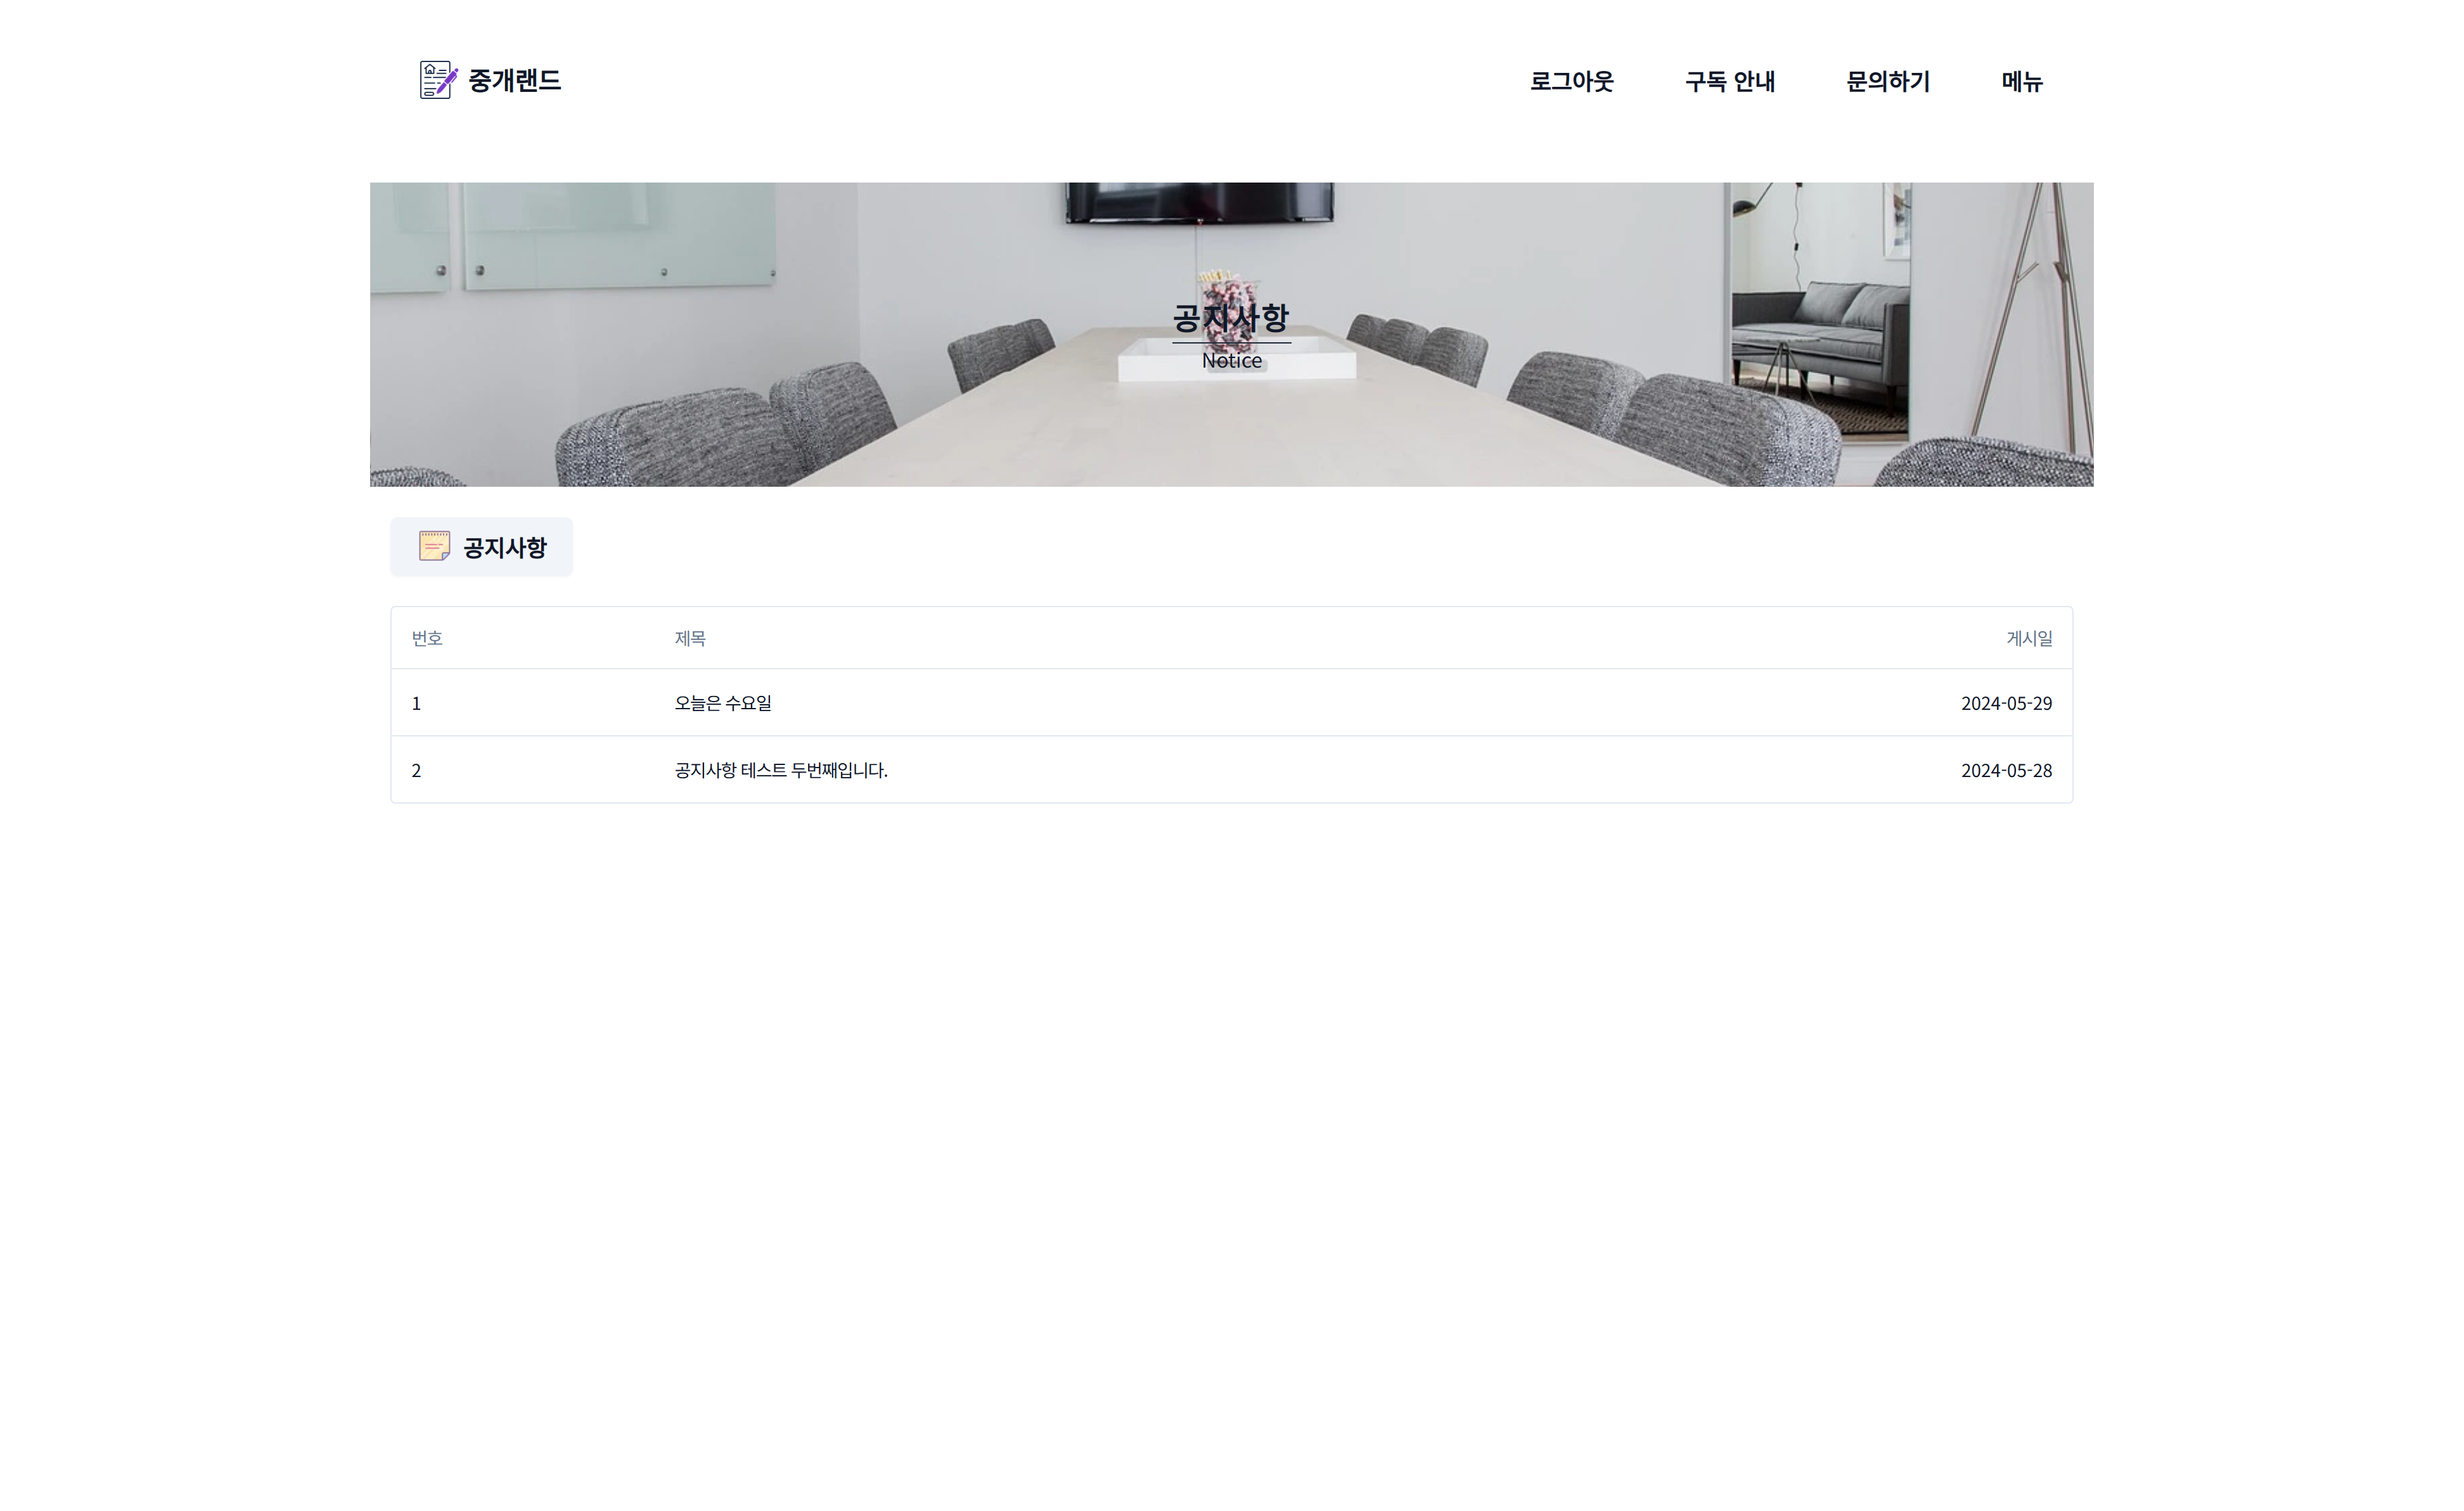 중개랜드
로그아웃 구독 안내 문의하기 메뉴
공지사항
Notice
공지사항
번호 제목 게시일
1 오늘은 수요일 2024-05-29
2 공지사항 테스트 두번째입니다. 2024-05-28